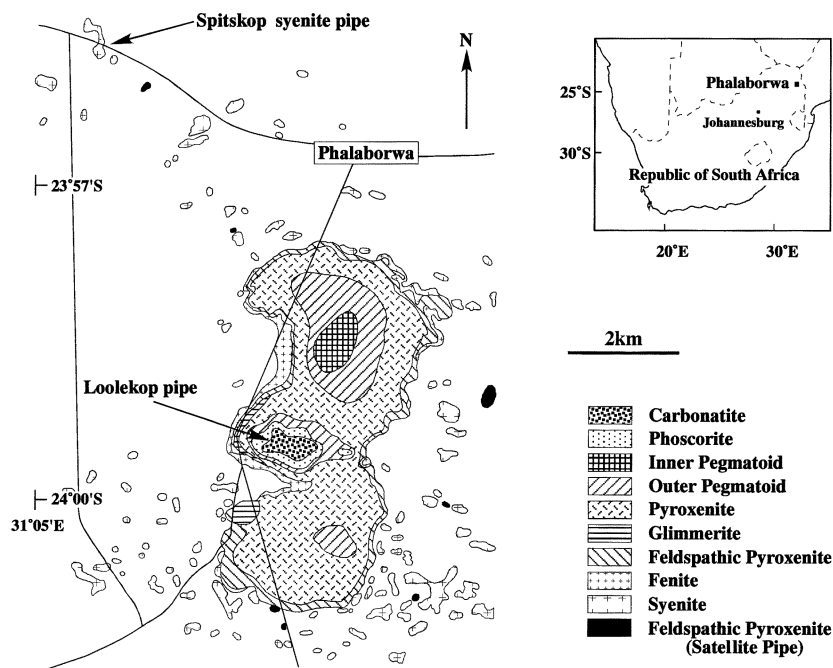 Spitskop syenite pipe
N
Phalaborwa
23°57'S
Loolekop pipe
24°00'S
31°05'E
25°S
30°S
Phalaborwa
Johannesburg
Republic of South Africa
20°E
30°E
2km
Carbonatite
Phoscorite
Inner Pegmatoid
Outer Pegmatoid
Pyroxenite
Glimmerite
Feldspathic Pyroxenite
Fenite
Syenite
Feldspathic Pyroxenite
(Satellite Pipe)